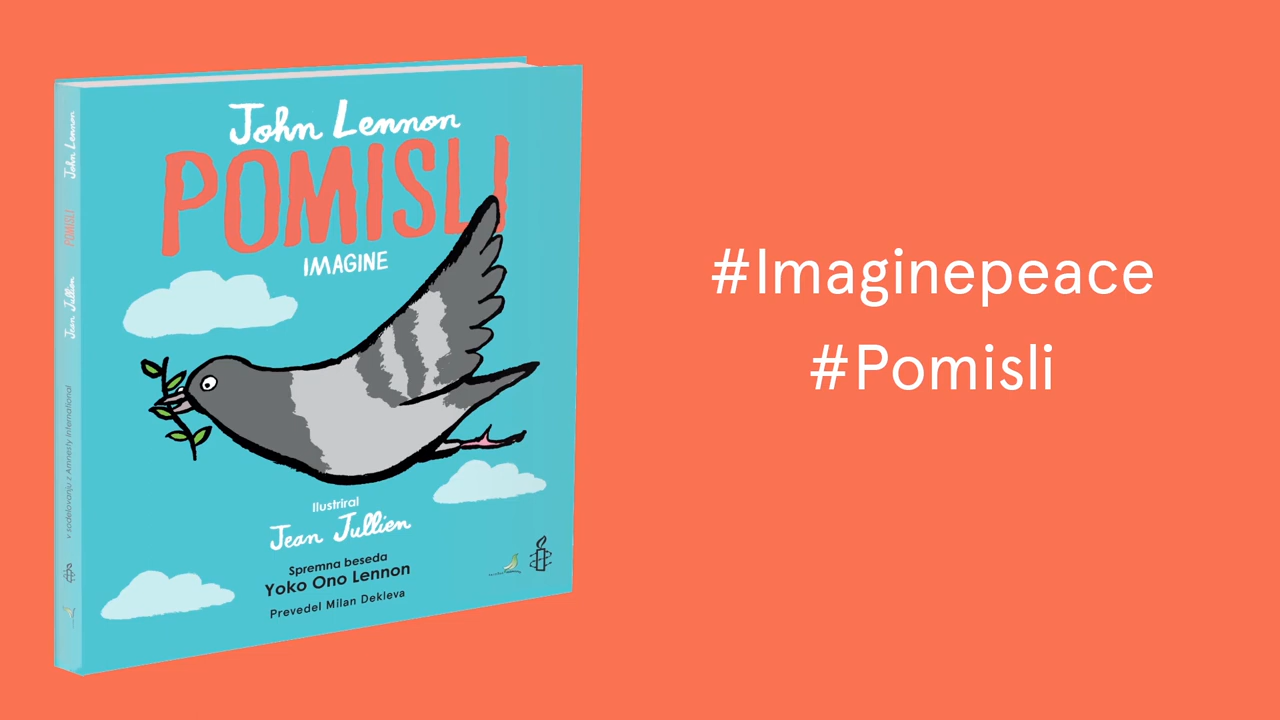 John Lennon
POMISLI
IMAGINE
Ilustriral
Jean Jullien
Spremna beseda
Yoko Ono Lennon
Prevedel Milan Dekleva
John Lennon
POMISLI
Jean Jullien
v sodelovanju z Amnesty International
#Imaginepeace
#Pomisli